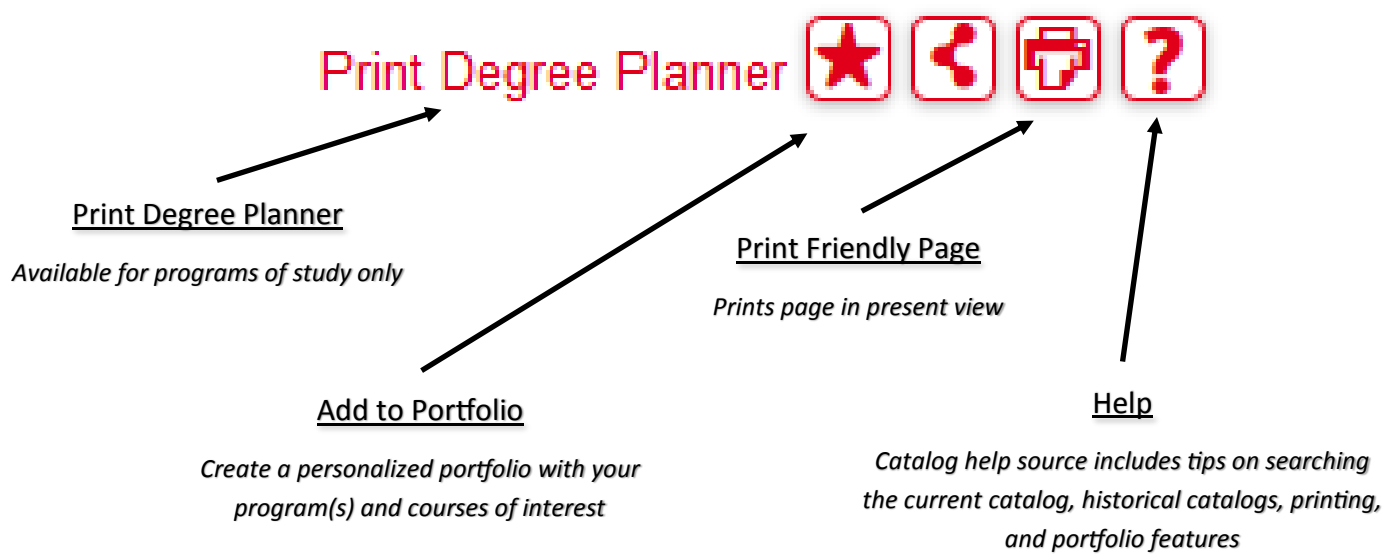 Print Degree Planner
?
Print Degree Planner
Available for programs of study only
Print Friendly Page
Prints page in present view
Add to Portfolio
Create a personalized portfolio with your
program(s) and courses of interest
Help
Catalog help source includes tips on searching
the current catalog, historical catalogs, printing,
and portfolio features